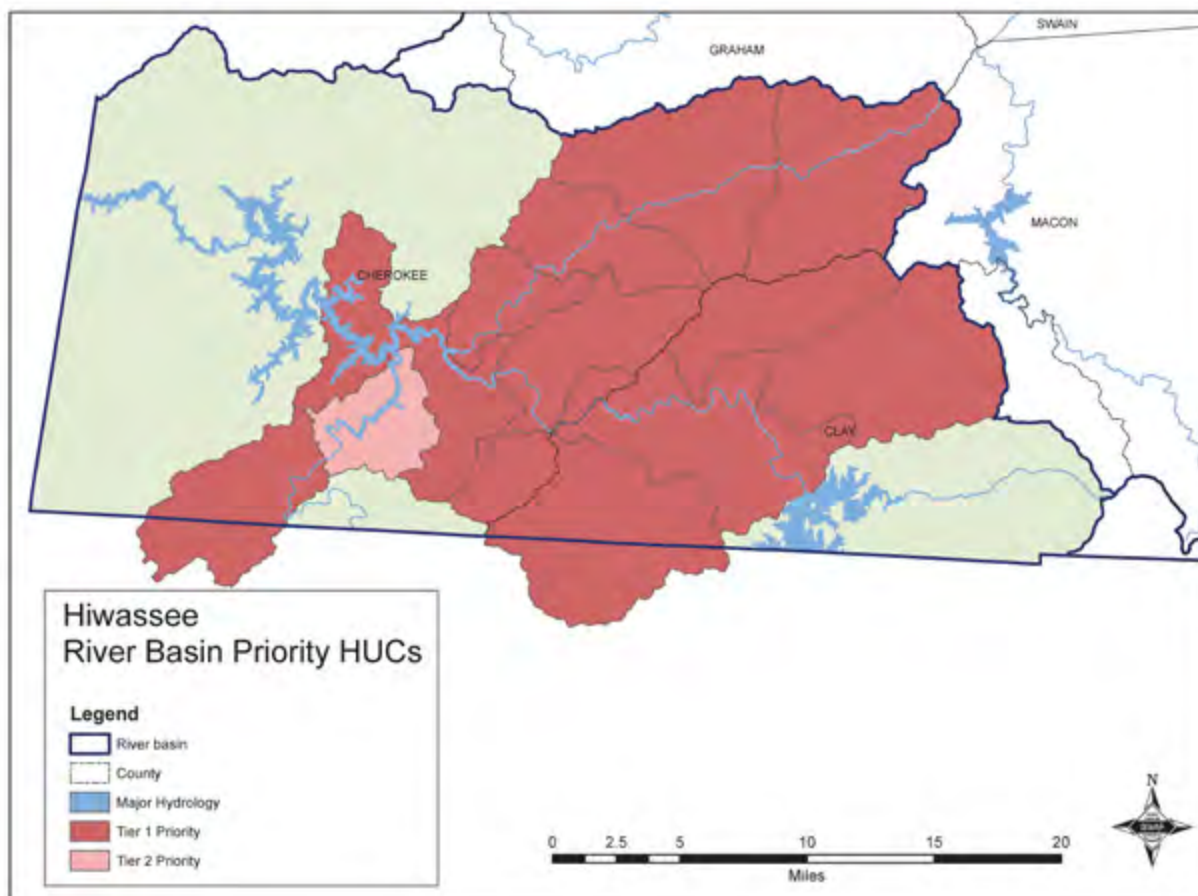 SWAIN
GRAHAM
MACON
CHEROKEE
CLAY
Hiwassee
River Basin Priority HUCs
Legend
River basin
County
Major Hydrology
Tier 1 Priority
Tier 2 Priority
N
0 2.5 5 10 15 20
Miles